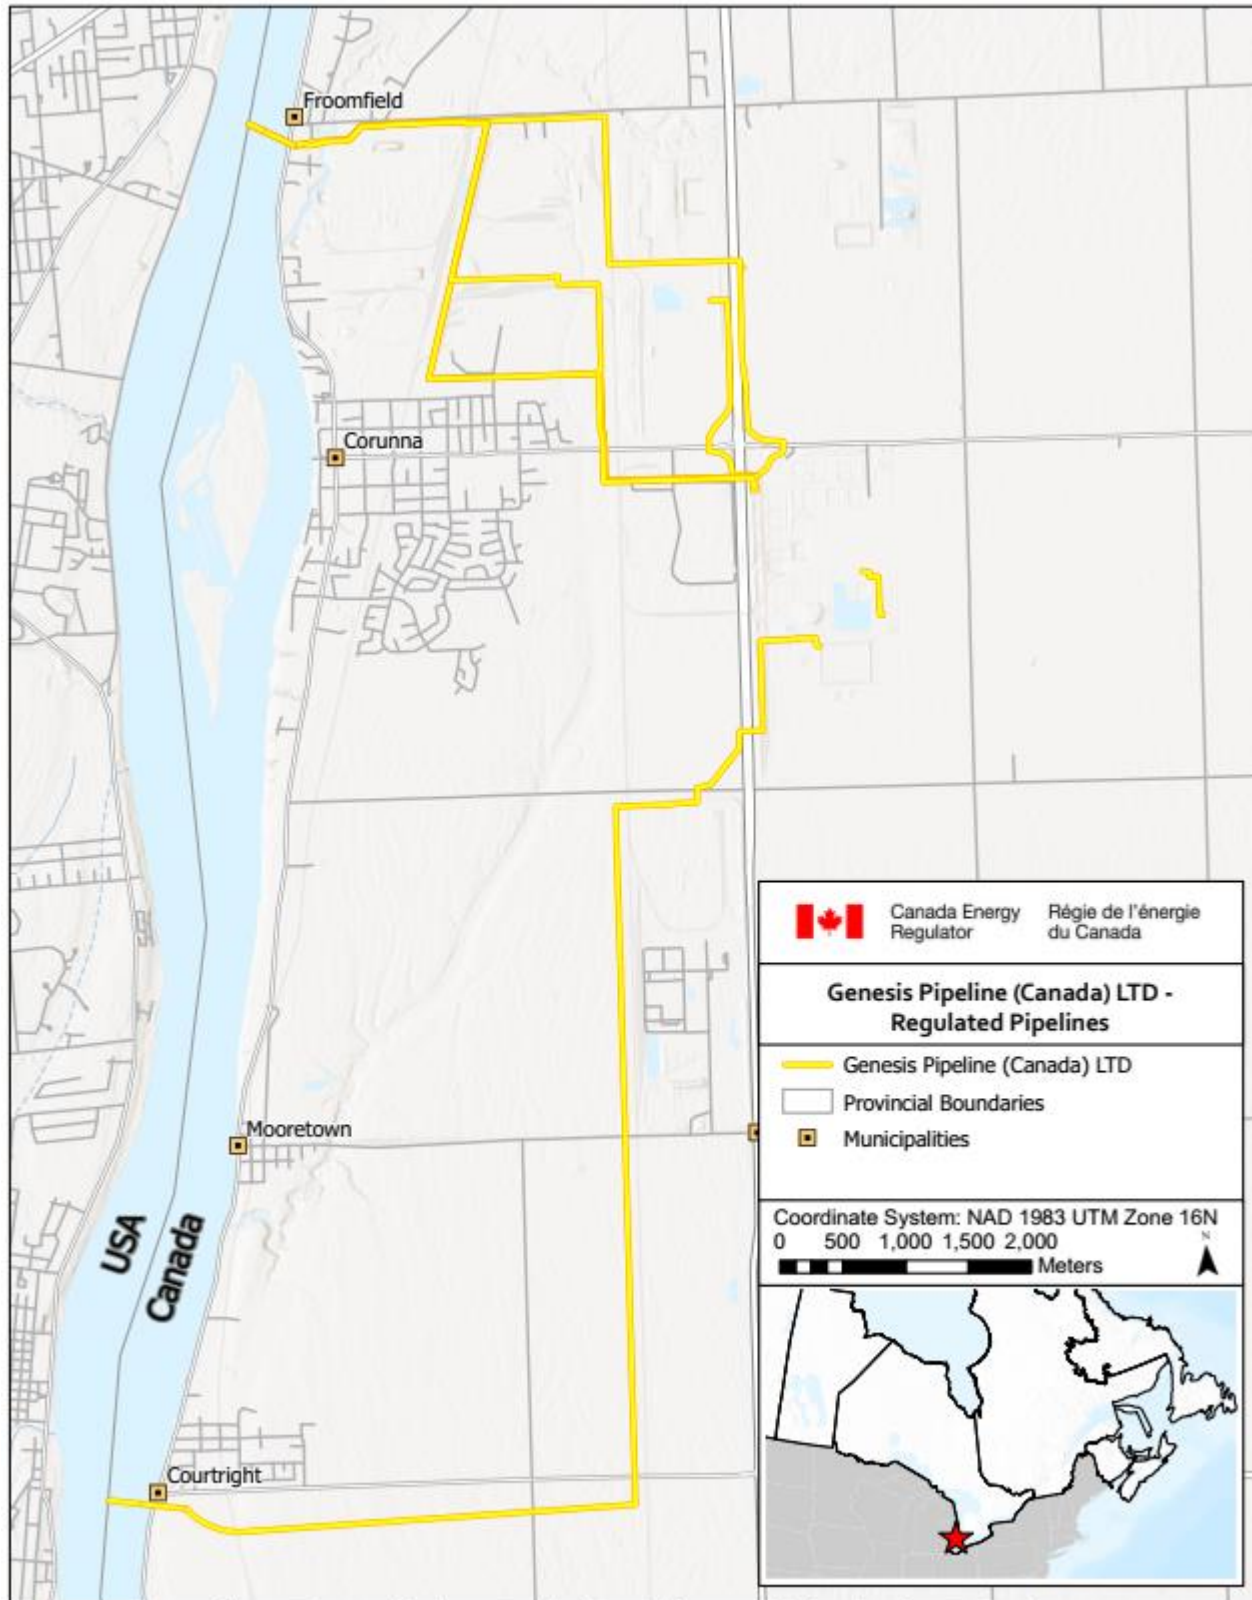 Froomfield
Corunna
Mooretown
USA
Canada
Courtright
Canada Energy
Regulator
Régie de l'énergie
du Canada
Genesis Pipeline (Canada) LTD -
Regulated Pipelines
Genesis Pipeline (Canada) LTD
Provincial Boundaries
Municipalities
Coordinate System: NAD 1983 UTM Zone 16N
0 500 1,000 1,500 2,000
Meters
N